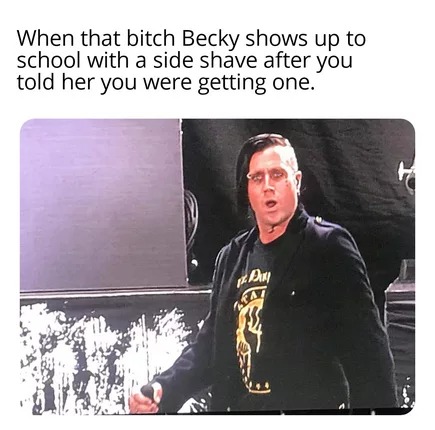 When that bitch Becky shows up to
school with a side shave after you
told her you were getting one.